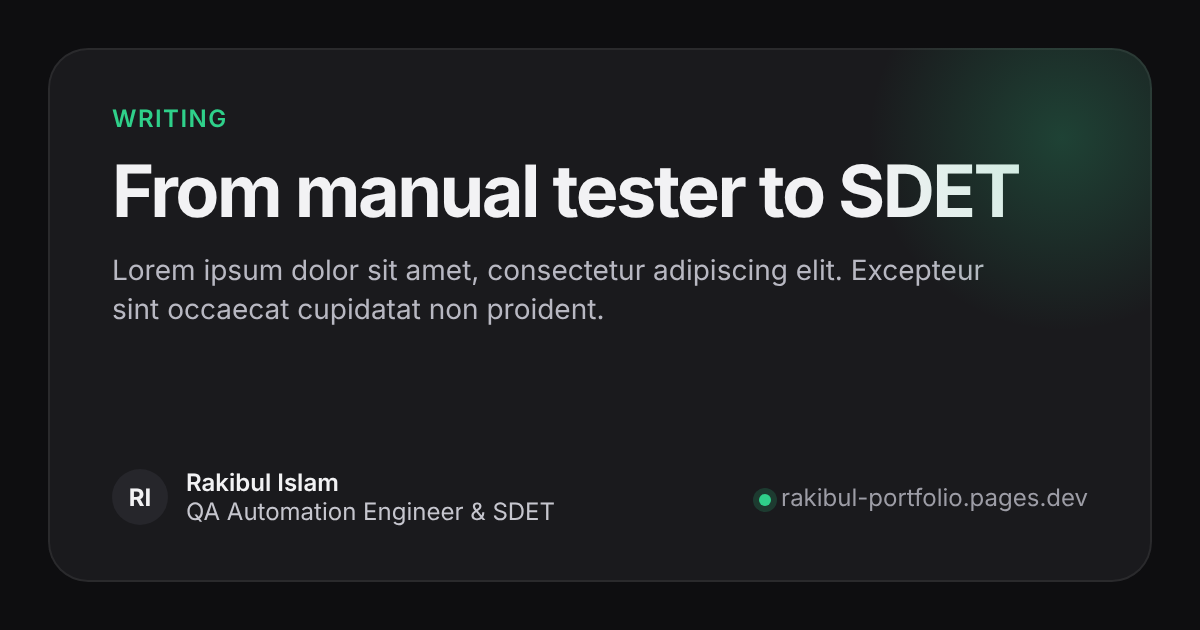 WRITING
From manual tester to SDET
Lorem ipsum dolor sit amet, consectetur adipiscing elit. Excepteur
sint occaecat cupidatat non proident.
RI
Rakibul Islam
QA Automation Engineer & SDET
rakibul-portfolio.pages.dev